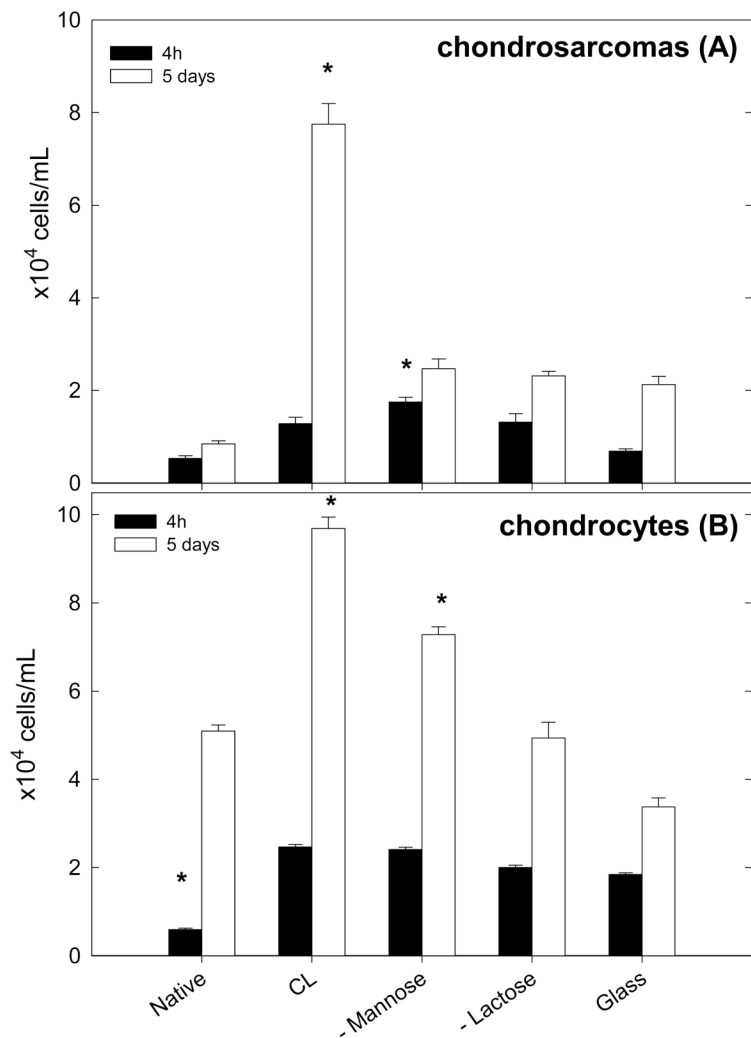 10
chondrosarcomas (A)
4h
5 days
*
8
6
x10⁴ cells/mL
4
*
2
0
10
chondrocytes (B)
4h
5 days
*
8
*
6
x10⁴ cells/mL
4
2
*
0
Native
CL
- Mannose
- Lactose
Glass